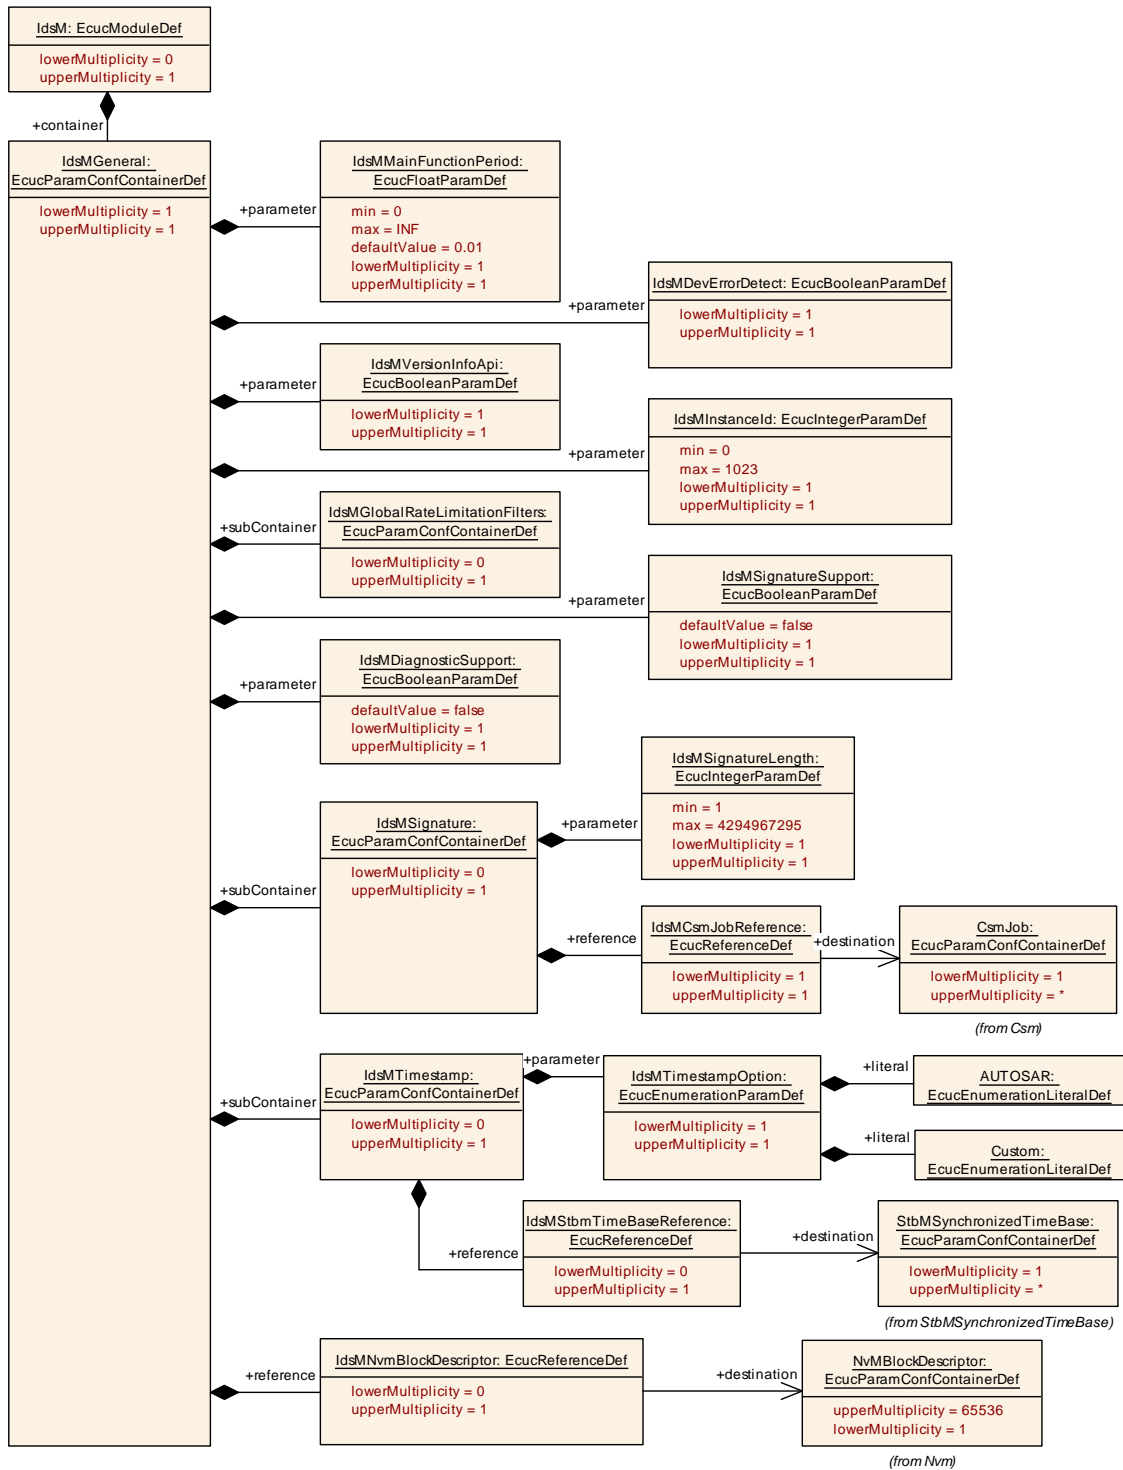 IdsM: EcucModuleDef
lowerMultiplicity = 0
upperMultiplicity = 1
+container
IdsMGeneral:
EcucParamConfContainerDef
lowerMultiplicity = 1
upperMultiplicity = 1
+parameter
IdsMMainFunctionPeriod:
EcucFloatParamDef
min = 0
max = INF
defaultValue = 0.01
lowerMultiplicity = 1
upperMultiplicity = 1
+parameter
IdsMDevErrorDetect: EcucBooleanParamDef
lowerMultiplicity = 1
upperMultiplicity = 1
+parameter
IdsMVersionInfoApi:
EcucBooleanParamDef
lowerMultiplicity = 1
upperMultiplicity = 1
+parameter
IdsMInstanceId: EcucIntegerParamDef
min = 0
max = 1023
lowerMultiplicity = 1
upperMultiplicity = 1
+subContainer
IdsMGlobalRateLimitationFilters:
EcucParamConfContainerDef
lowerMultiplicity = 0
upperMultiplicity = 1
+parameter
IdsMSignatureSupport:
EcucBooleanParamDef
defaultValue = false
lowerMultiplicity = 1
upperMultiplicity = 1
+parameter
IdsMDiagnosticSupport:
EcucBooleanParamDef
defaultValue = false
lowerMultiplicity = 1
upperMultiplicity = 1
+subContainer
IdsMSignature:
EcucParamConfContainerDef
lowerMultiplicity = 0
upperMultiplicity = 1
+parameter
IdsMSignatureLength:
EcucIntegerParamDef
min = 1
max = 4294967295
lowerMultiplicity = 1
upperMultiplicity = 1
+reference
IdsMCsmJobReference:
EcucReferenceDef
lowerMultiplicity = 1
upperMultiplicity = 1
+destination
CsmJob:
EcucParamConfContainerDef
lowerMultiplicity = 1
upperMultiplicity = *
(from Csm)
+subContainer
IdsMTimestamp:
EcucParamConfContainerDef
lowerMultiplicity = 0
upperMultiplicity = 1
+parameter
IdsMTimestampOption:
EcucEnumerationParamDef
lowerMultiplicity = 1
upperMultiplicity = 1
+literal
AUTOSAR:
EcucEnumerationLiteralDef
+literal
Custom:
EcucEnumerationLiteralDef
+reference
IdsMStbmTimeBaseReference:
EcucReferenceDef
lowerMultiplicity = 0
upperMultiplicity = 1
+destination
StbMSynchronizedTimeBase:
EcucParamConfContainerDef
lowerMultiplicity = 1
upperMultiplicity = *
(from StbMSynchronizedTimeBase)
+reference
IdsMNvmBlockDescriptor: EcucReferenceDef
lowerMultiplicity = 0
upperMultiplicity = 1
+destination
NvMBlockDescriptor:
EcucParamConfContainerDef
upperMultiplicity = 65536
lowerMultiplicity = 1
(from Nvm)